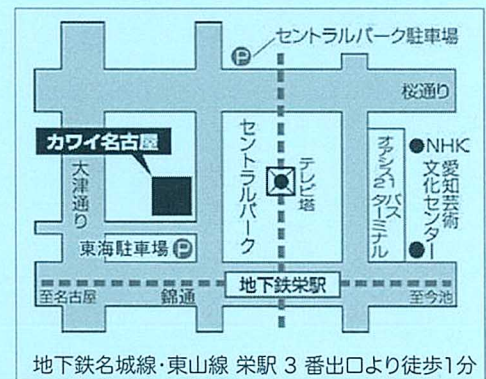 セントラルパーク駐車場
P
桜通り
カワイ名古屋
大津通り
セントラルパーク
テレビ塔
オアシス21
バスターミナル
NHK
愛知芸術
文化センター
東海駐車場 P
地下鉄栄駅
至名古屋
錦通
至今池
地下鉄名城線・東山線 栄駅 3 番出口より徒歩1分